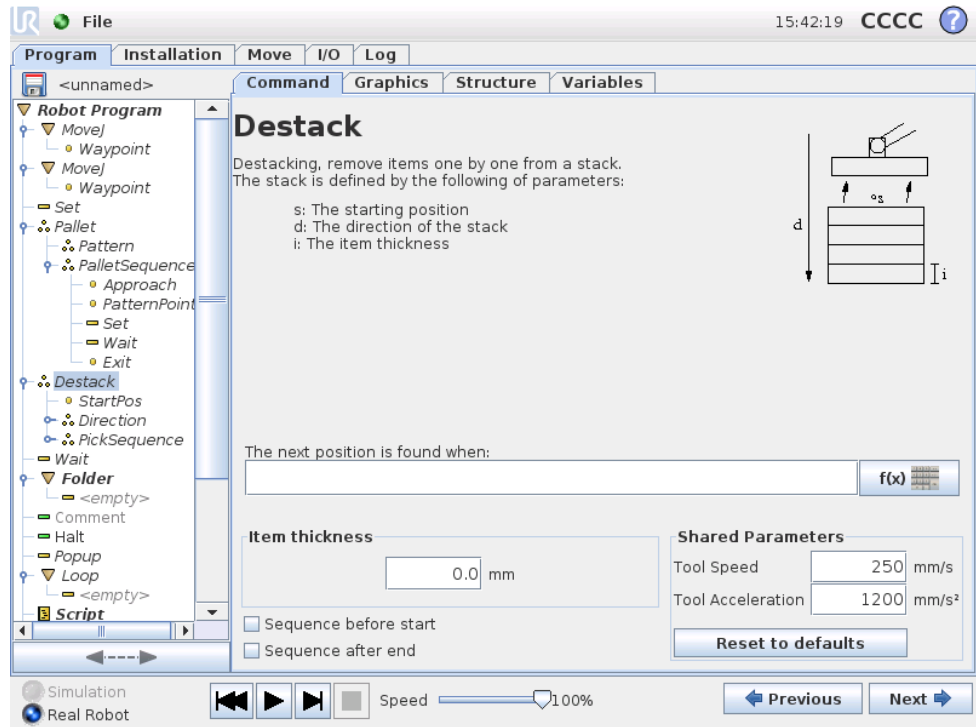 UR File 15:42:19 CCCC ?
Program Installation Move I/O Log
<unnamed>
Command Graphics Structure Variables
Robot Program
MoveJ
Waypoint
MoveJ
Waypoint
Set
Pallet
Pattern
PalletSequence
Approach
PatternPoint
Set
Wait
Exit
Destack
StartPos
Direction
PickSequence
Wait
Folder
<empty>
Comment
Halt
Popup
Loop
<empty>
Script
Destack
Destacking, remove items one by one from a stack.
The stack is defined by the following of parameters:
s: The starting position
d: The direction of the stack
i: The item thickness
s
d
i
The next position is found when:
f(x)
Item thickness
0.0 mm
Sequence before start
Sequence after end
Shared Parameters
Tool Speed 250 mm/s
Tool Acceleration 1200 mm/s²
Reset to defaults
Simulation
Real Robot
Speed 100%
Previous Next